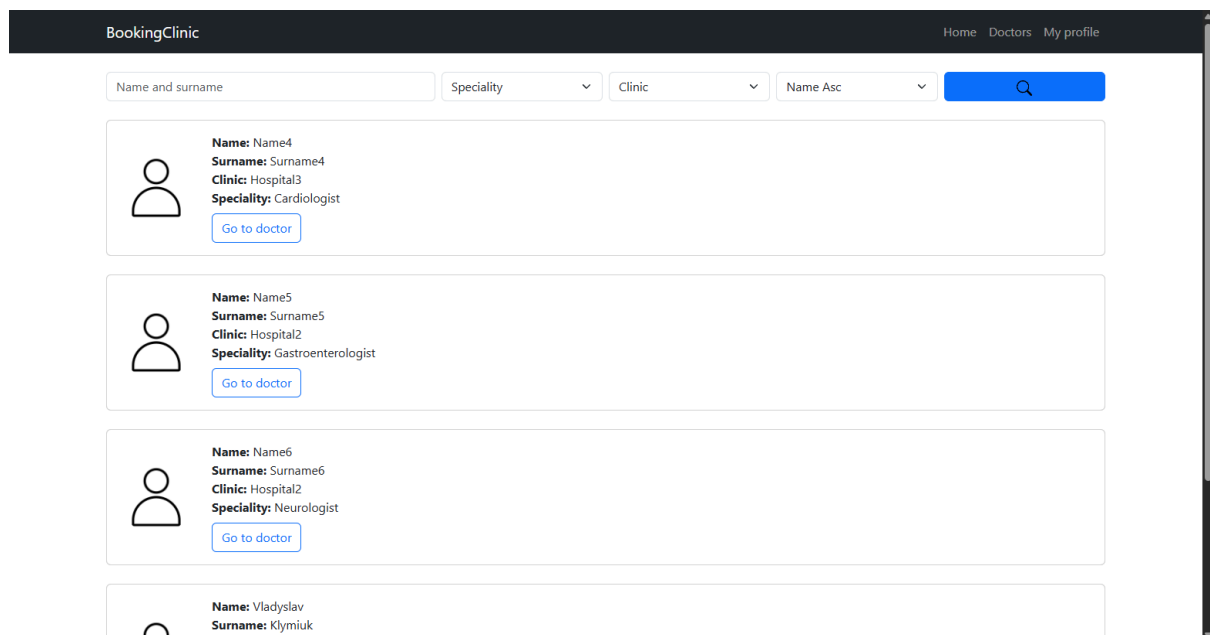 BookingClinic Home Doctors My profile
Name and surname Speciality Clinic Name Asc
Name: Name4
Surname: Surname4
Clinic: Hospital3
Speciality: Cardiologist
Go to doctor
Name: Name5
Surname: Surname5
Clinic: Hospital2
Speciality: Gastroenterologist
Go to doctor
Name: Name6
Surname: Surname6
Clinic: Hospital2
Speciality: Neurologist
Go to doctor
Name: Vladyslav
Surname: Klymiuk